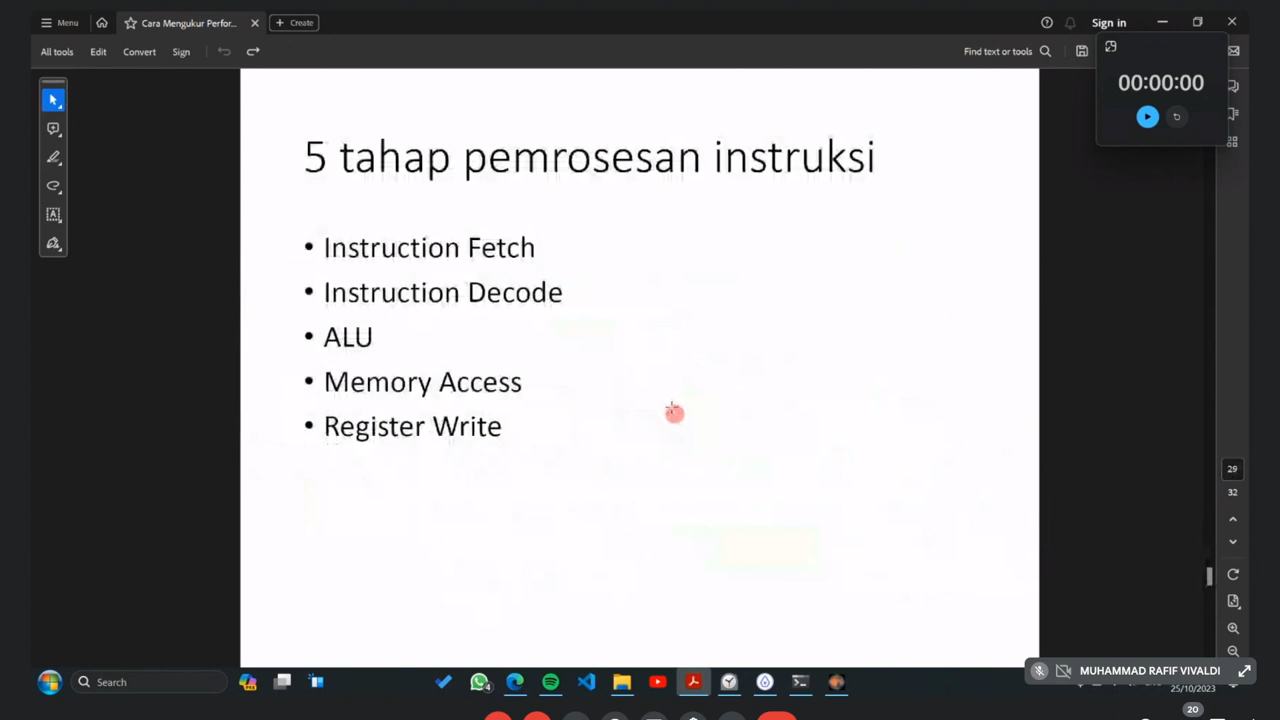 Menu
Cara Mengukur Perfor...
Create
Sign in
All tools
Edit
Convert
Sign
Find text or tools
00:00:00
5 tahap pemrosesan instruksi
• Instruction Fetch
• Instruction Decode
• ALU
• Memory Access
• Register Write
29
32
Search
4
MUHAMMAD RAFIF VIVALDI
25/10/2023
20